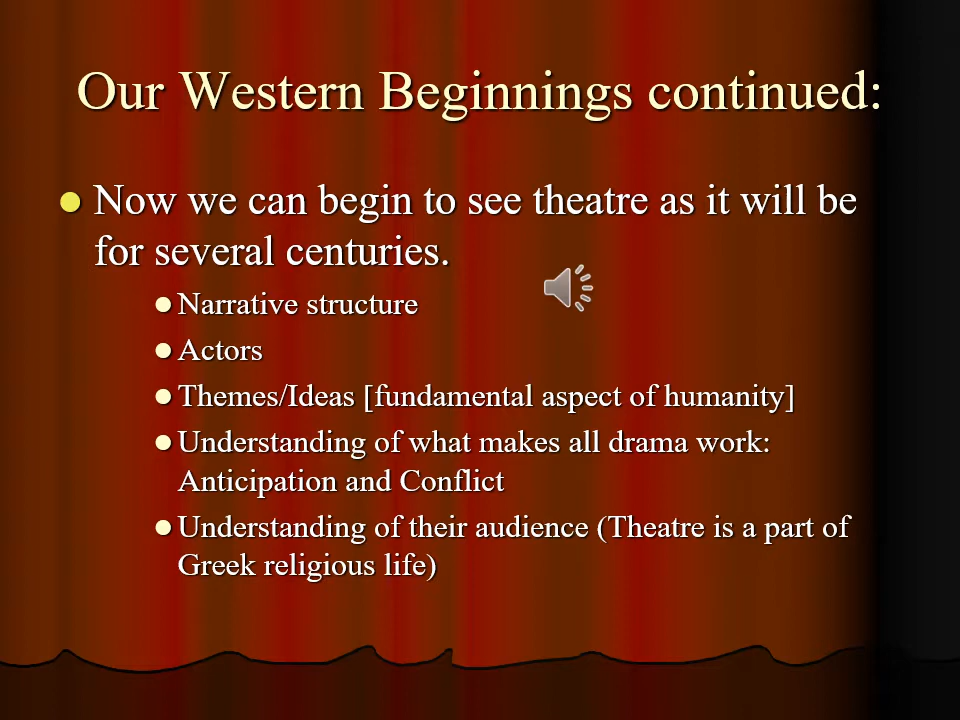 Our Western Beginnings continued:
Now we can begin to see theatre as it will be
for several centuries.
Narrative structure
Actors
Themes/Ideas [fundamental aspect of humanity]
Understanding of what makes all drama work:
Anticipation and Conflict
Understanding of their audience (Theatre is a part of
Greek religious life)